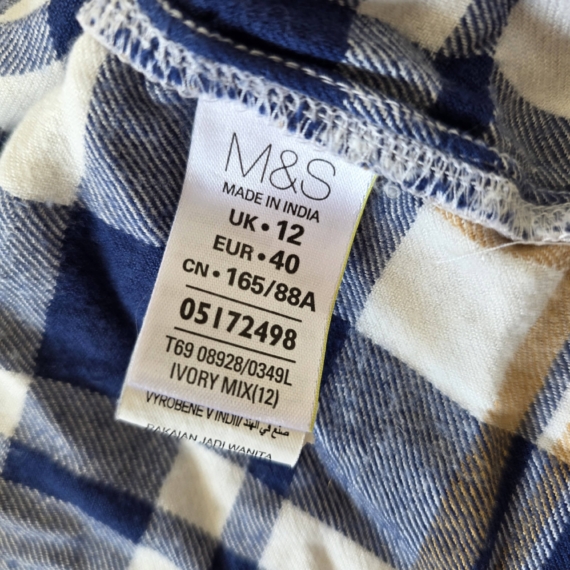 M&S
MADE IN INDIA
UK • 12
EUR • 40
CN • 165/88A
05172498
T69 08928/0349L
IVORY MIX(12)
VYROBENE V INDII/ صنع في الهند
PAKAIAN JADI WANITA